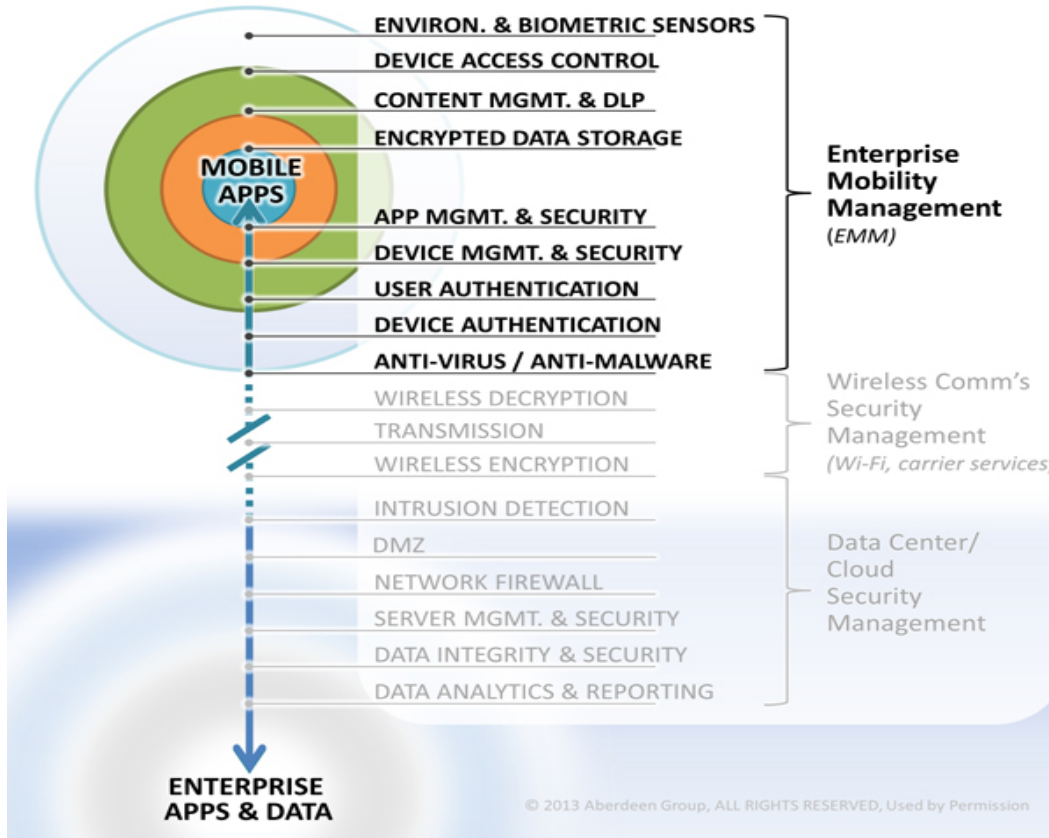 ENVIRON. & BIOMETRIC SENSORS
DEVICE ACCESS CONTROL
CONTENT MGMT. & DLP
ENCRYPTED DATA STORAGE
MOBILE
APPS
APP MGMT. & SECURITY
DEVICE MGMT. & SECURITY
USER AUTHENTICATION
DEVICE AUTHENTICATION
ANTI-VIRUS / ANTI-MALWARE
Enterprise
Mobility
Management
(EMM)
WIRELESS DECRYPTION
TRANSMISSION
WIRELESS ENCRYPTION
Wireless Comm's
Security
Management
(Wi-Fi, carrier services)
INTRUSION DETECTION
DMZ
NETWORK FIREWALL
SERVER MGMT. & SECURITY
DATA INTEGRITY & SECURITY
DATA ANALYTICS & REPORTING
Data Center/
Cloud
Security
Management
ENTERPRISE
APPS & DATA
© 2013 Aberdeen Group, ALL RIGHTS RESERVED, Used by Permission